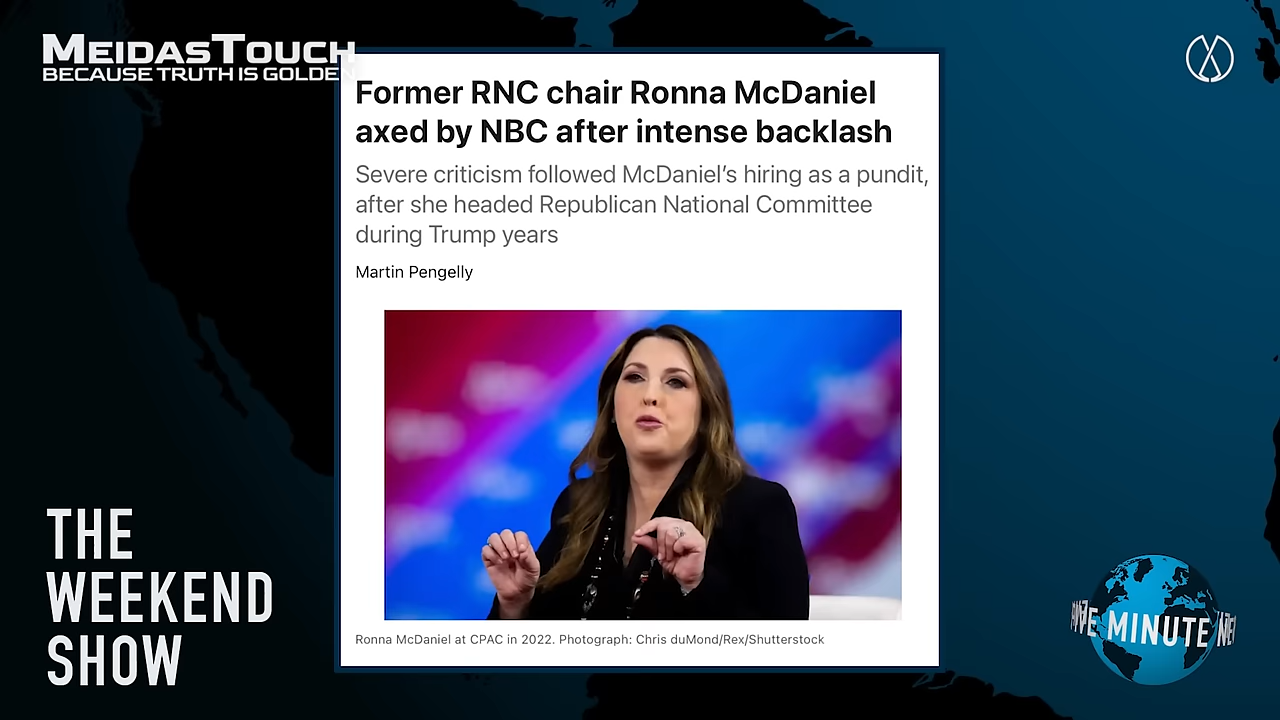 MEIDASTOUCH
BECAUSE TRUTH IS GOLDEN
Former RNC chair Ronna McDaniel
axed by NBC after intense backlash
Severe criticism followed McDaniel’s hiring as a pundit,
after she headed Republican National Committee
during Trump years
Martin Pengelly
Ronna McDaniel at CPAC in 2022. Photograph: Chris duMond/Rex/Shutterstock
THE
WEEKEND
SHOW
MINUTE